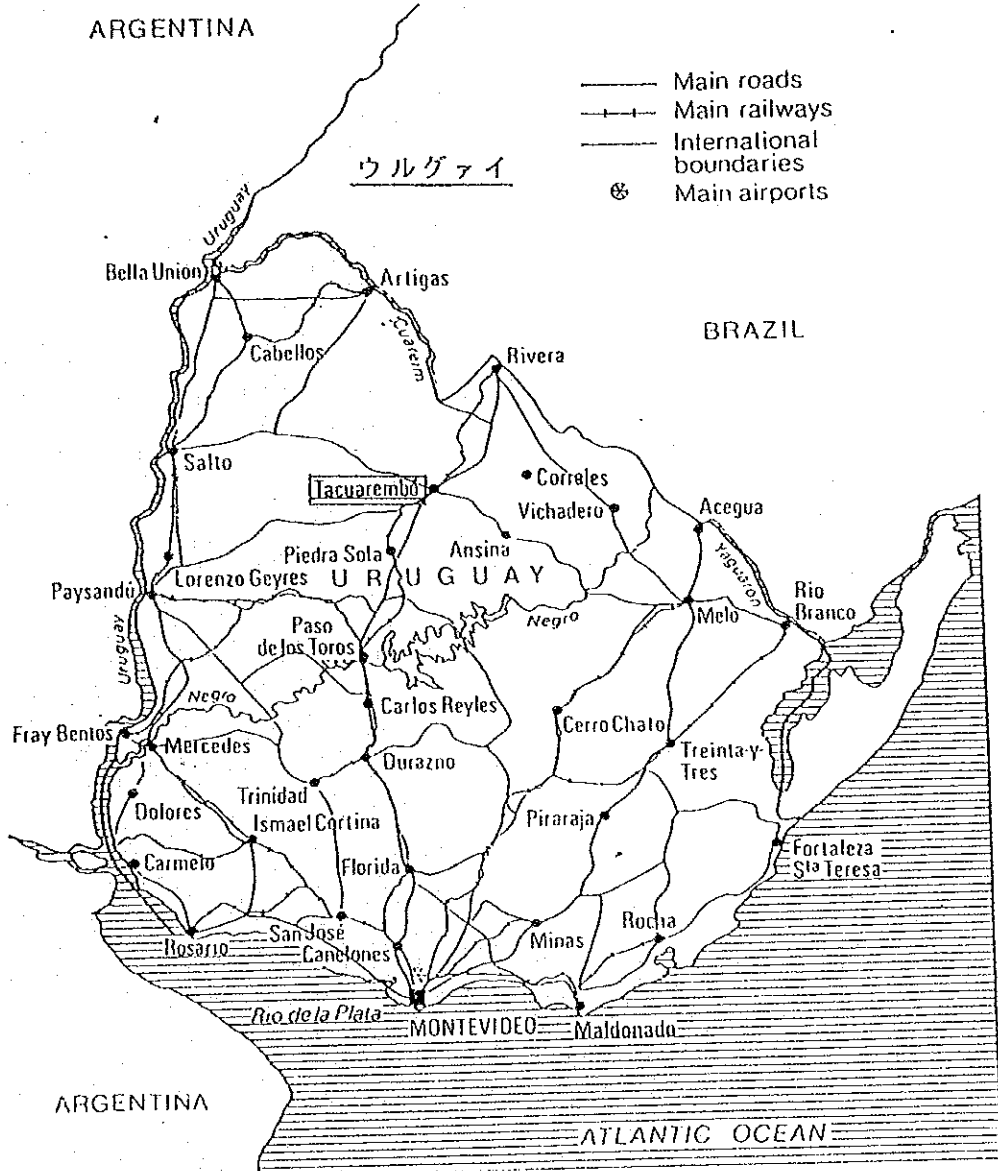 ARGENTINA
Main roads
Main railways
International
boundaries
Main airports
ウルグァイ
Uruguay
Bella Unión
Artigas
Cuareim
Cabellos
BRAZIL
Rivera
Salto
Tacuarembó
Correles
Vichadero
Acegua
Ansina
Piedra Sola
Yaguaron
Lorenzo Geyres
URUGUAY
Paysandú
Melo
Rio
Branco
Negro
Paso
de los Toros
Uruguay
Negro
Carlos Reyles
Cerro Chato
Fray Bentos
Mercedes
Durazno
Treinta-y-
Tres
Trinidad
Dolores
Ismael Cortina
Piraraja
Carmelo
Florida
Fortaleza
Sta Teresa
Rosario
San José
Canelones
Minas
Rocha
Rio de la Plata
MONTEVIDEO
Maldonado
ARGENTINA
ATLANTIC OCEAN